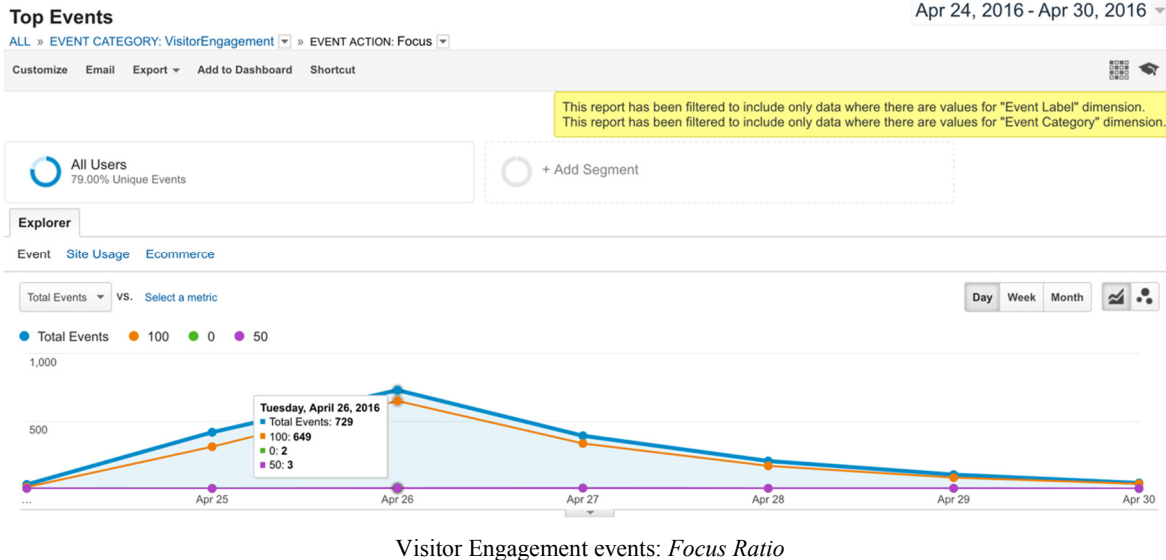 Top Events
Apr 24, 2016 - Apr 30, 2016
ALL » EVENT CATEGORY: VisitorEngagement » EVENT ACTION: Focus
Customize Email Export Add to Dashboard Shortcut
This report has been filtered to include only data where there are values for "Event Label" dimension.
This report has been filtered to include only data where there are values for "Event Category" dimension.
All Users
79.00% Unique Events
+ Add Segment
Explorer
Event Site Usage Ecommerce
Total Events VS. Select a metric
Day Week Month
Total Events 100 0 50
1,000
500
Tuesday, April 26, 2016
Total Events: 729
100: 649
0: 2
50: 3
... Apr 25 Apr 26 Apr 27 Apr 28 Apr 29 Apr 30
Visitor Engagement events: Focus Ratio